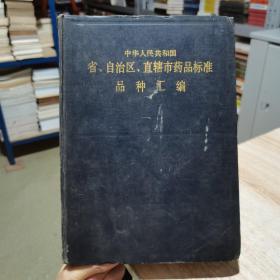 中华人民共和国
省、自治区、直辖市药品标准
品种汇编